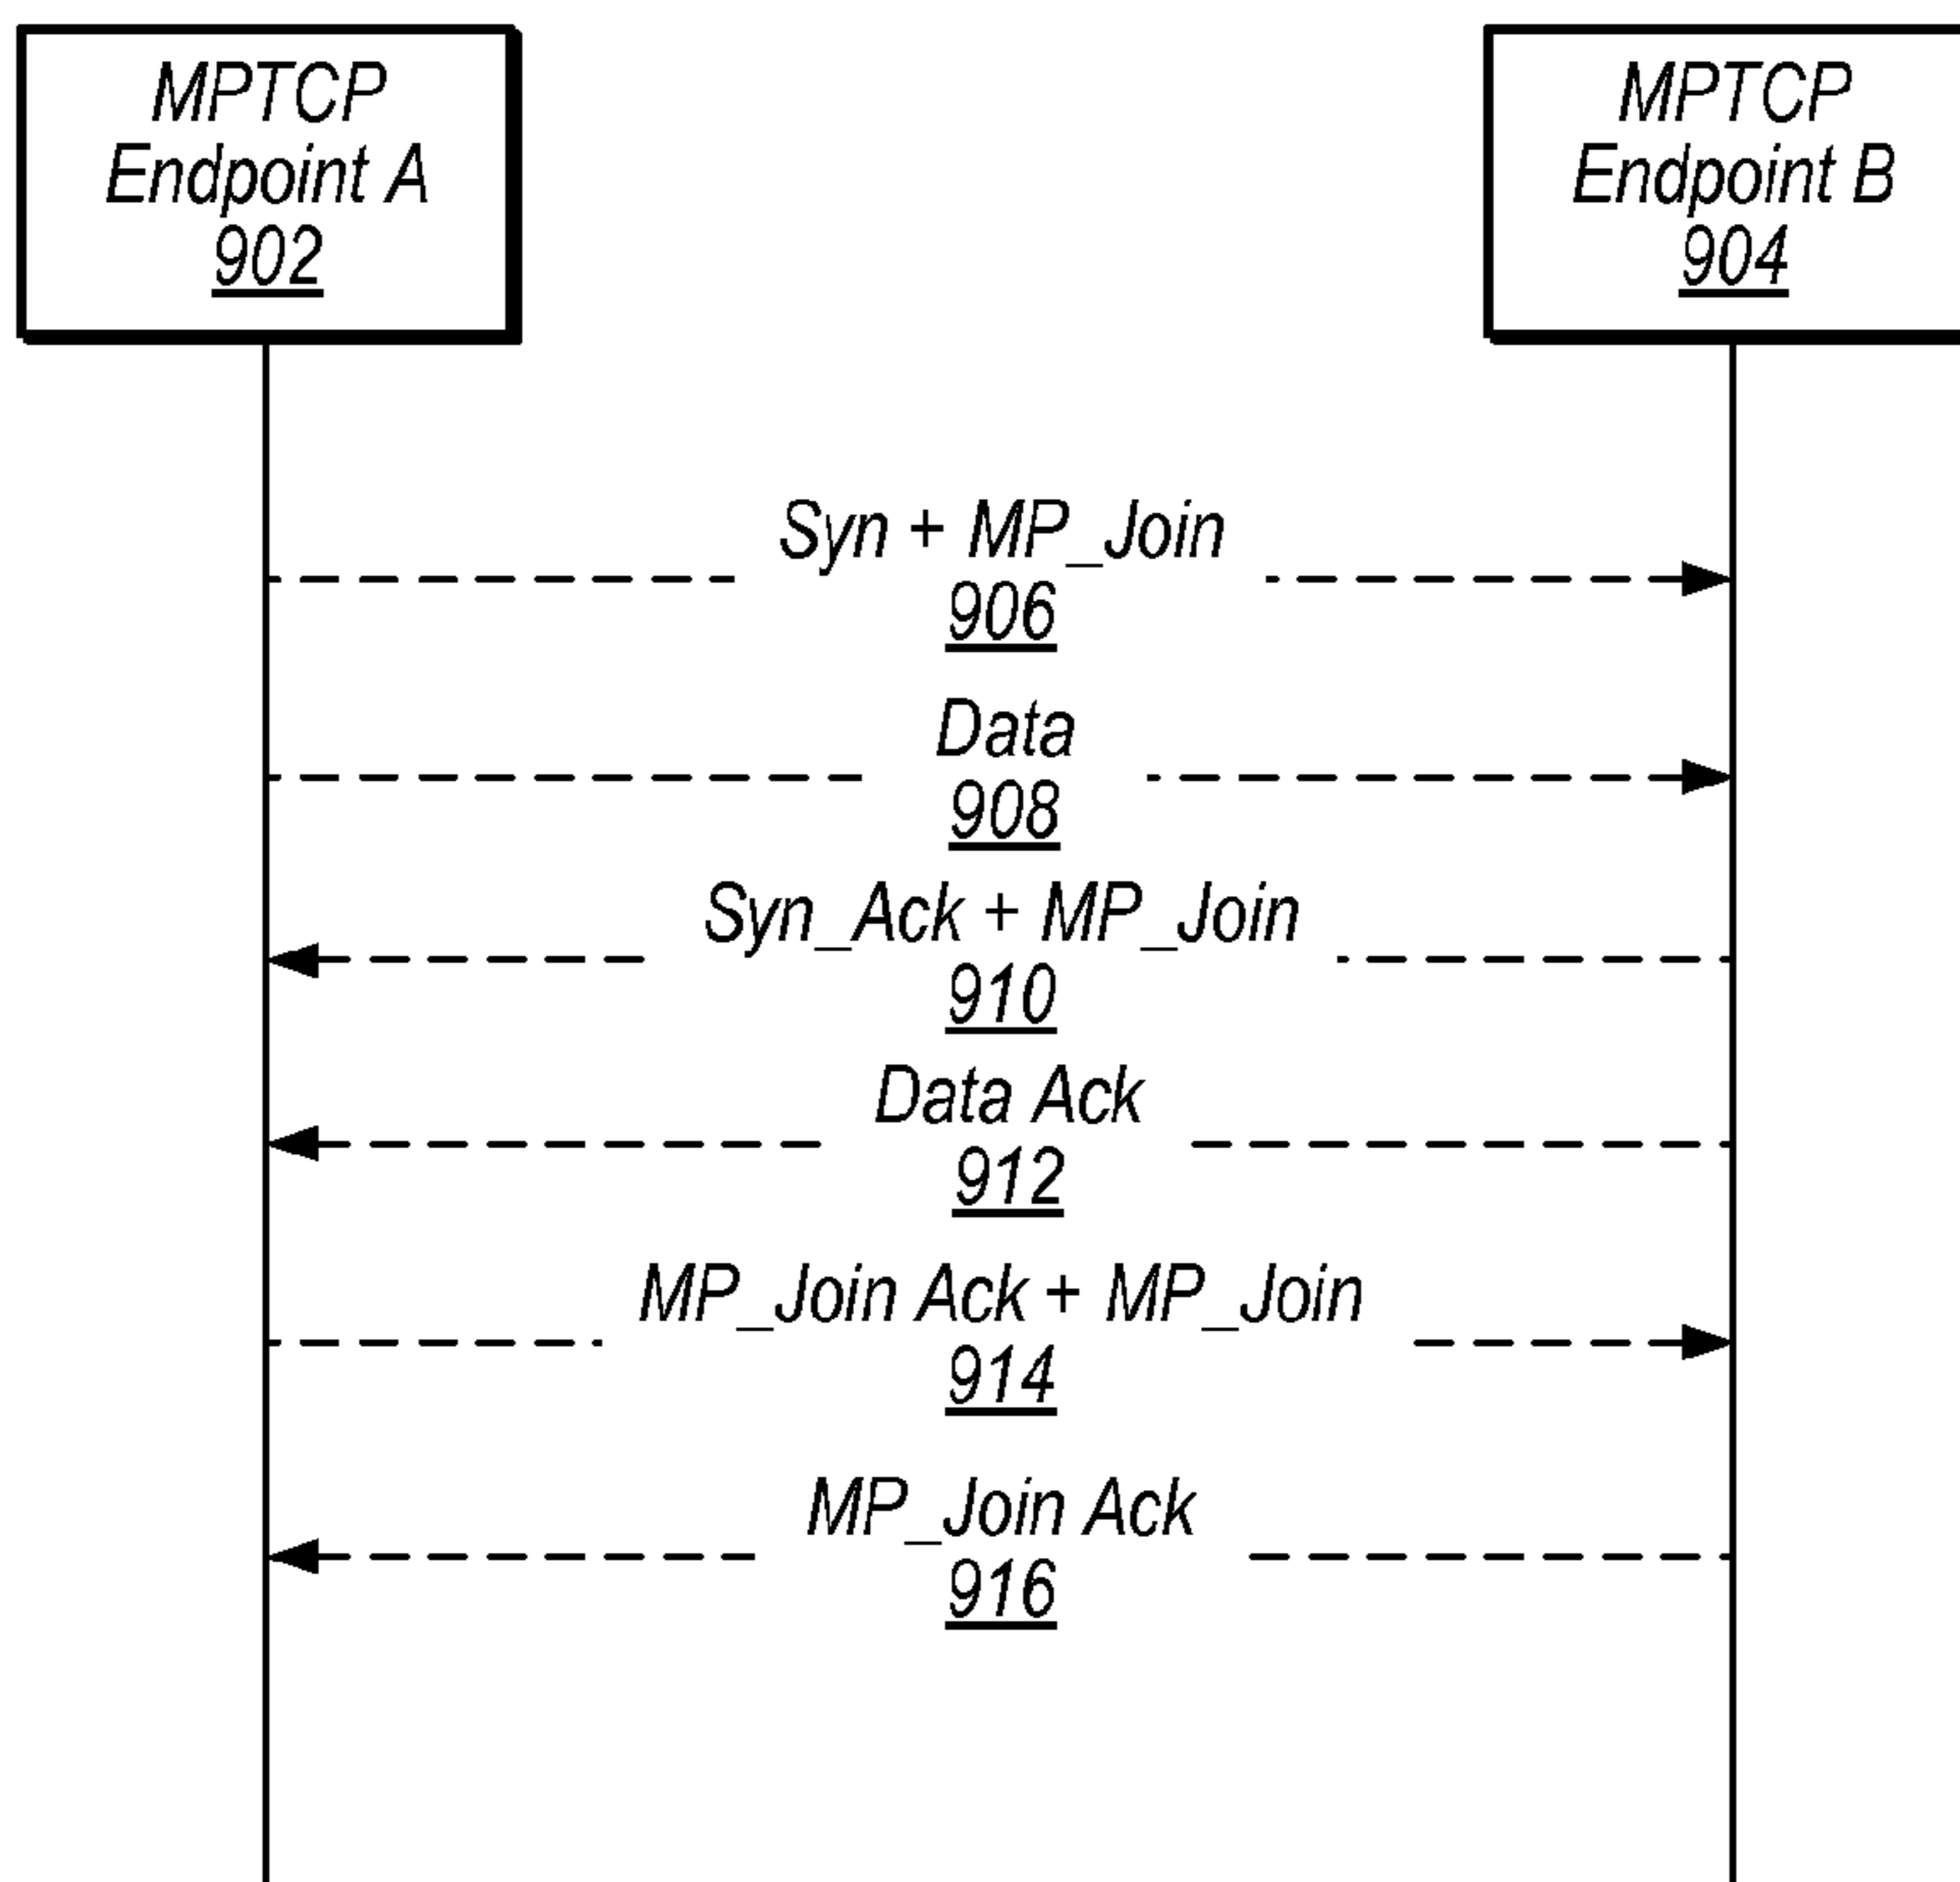 MPTCP
Endpoint A
902
MPTCP
Endpoint B
904
Syn + MP_Join
906
Data
908
Syn_Ack + MP_Join
910
Data Ack
912
MP_Join Ack + MP_Join
914
MP_Join Ack
916